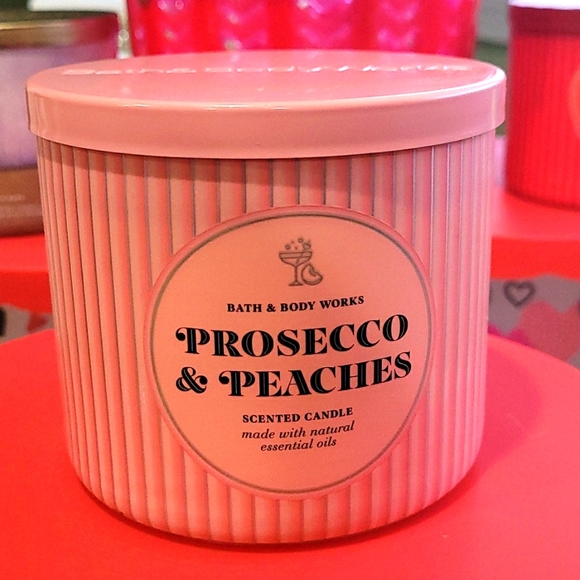 BATH & BODY WORKS
PROSECCO
& PEACHES
SCENTED CANDLE
made with natural
essential oils